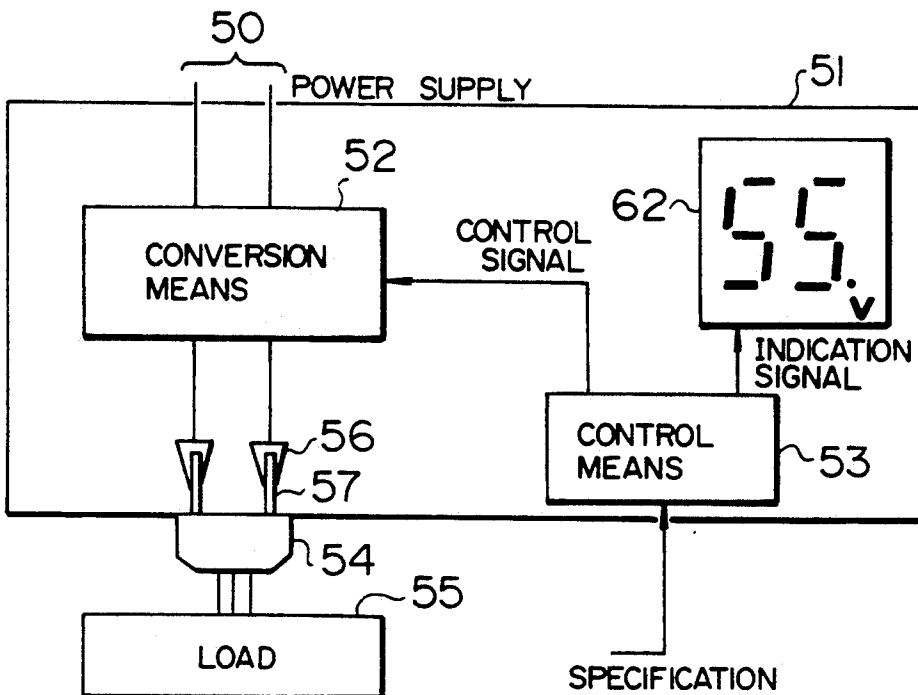 50
POWER SUPPLY
51
52
62
55.
V
CONVERSION
MEANS
CONTROL
SIGNAL
INDICATION
SIGNAL
56
57
CONTROL
MEANS
53
54
55
LOAD
SPECIFICATION